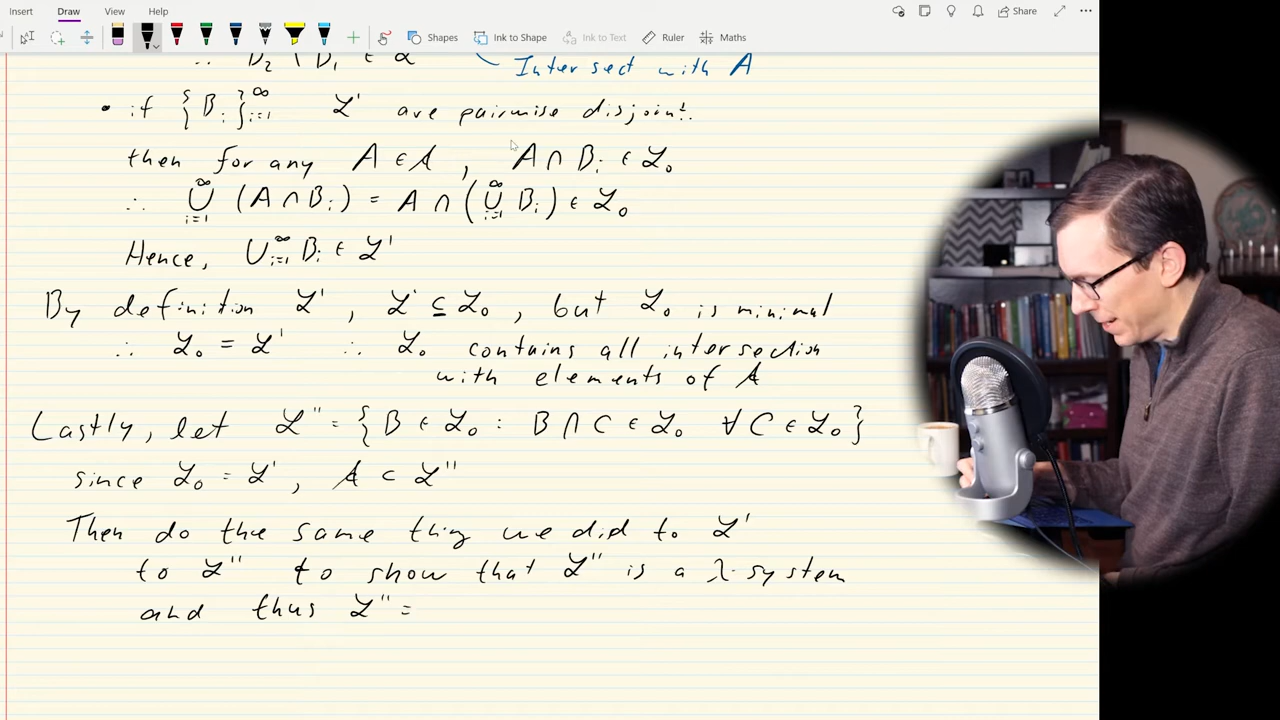 Insert Draw View Help Share
Shapes Ink to Shape Ink to Text Ruler Maths
∴ B₂ \ B₁ ∈ ℒ Intersect with A
• if {Bᵢ}ᵢ₌₁^∞ ℒ' are pairwise disjoint.
then for any A ∈ 𝒜, A ∩ Bᵢ ∈ ℒ₀
∴ ⋃ᵢ₌₁^∞ (A ∩ Bᵢ) = A ∩ (⋃ᵢ₌₁^∞ Bᵢ) ∈ ℒ₀
Hence, ⋃ᵢ₌₁^∞ Bᵢ ∈ ℒ'
By definition ℒ', ℒ' ⊆ ℒ₀, but ℒ₀ is minimal
∴ ℒ₀ = ℒ' ∴ ℒ₀ contains all intersection
with elements of 𝒜
Lastly, let ℒ'' = {B ∈ ℒ₀ : B ∩ C ∈ ℒ₀ ∀ C ∈ ℒ₀}
since ℒ₀ = ℒ', 𝒜 ⊂ ℒ''
Then do the same thing we did to ℒ'
to ℒ'' to show that ℒ'' is a λ-system
and thus ℒ'' =